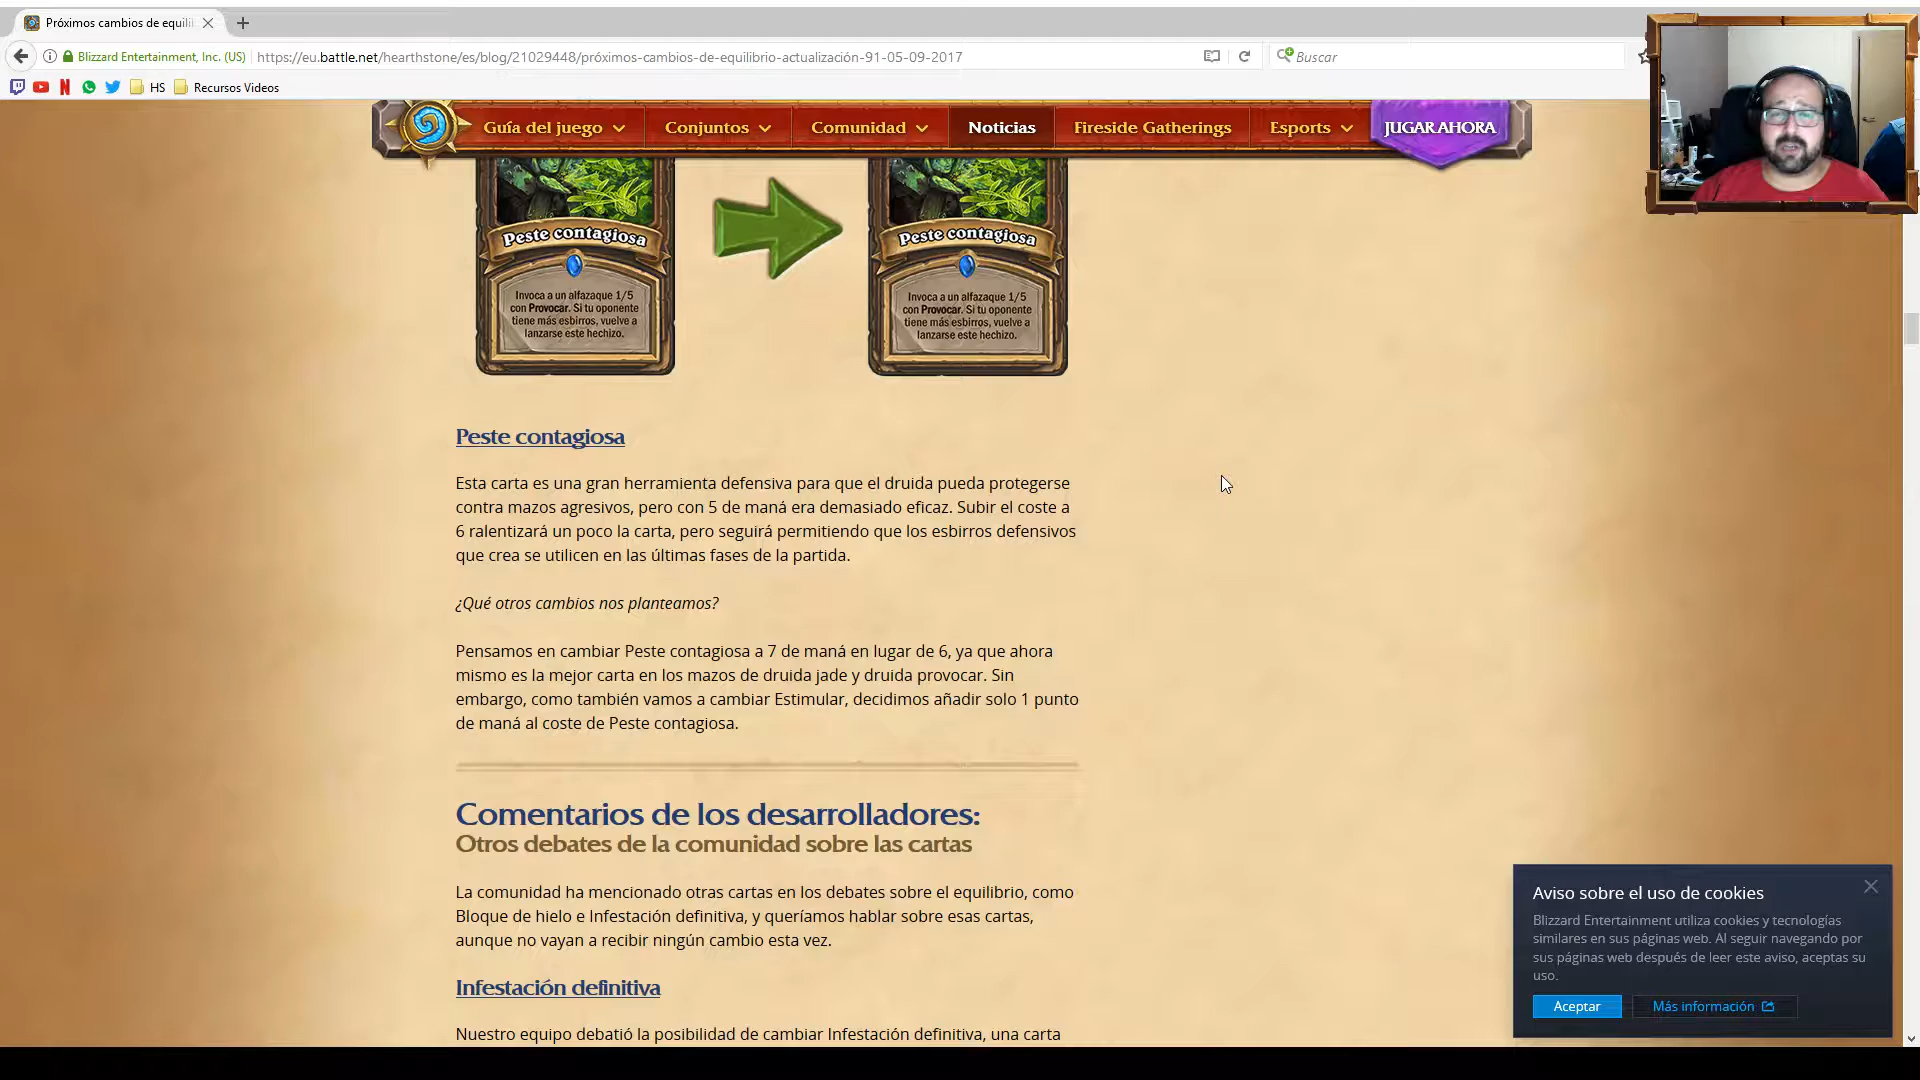 Próximos cambios de equili
Blizzard Entertainment, Inc. (US)
https://eu.battle.net/hearthstone/es/blog/21029448/próximos-cambios-de-equilibrio-actualización-91-05-09-2017
Buscar
HS
Recursos Videos
Guía del juego
Conjuntos
Comunidad
Noticias
Fireside Gatherings
Esports
JUGAR AHORA
Peste contagiosa
Invoca a un alfazaque 1/5
con Provocar. Si tu oponente
tiene más esbirros, vuelve a
lanzarse este hechizo.
Peste contagiosa
Invoca a un alfazaque 1/5
con Provocar. Si tu oponente
tiene más esbirros, vuelve a
lanzarse este hechizo.
Peste contagiosa
Esta carta es una gran herramienta defensiva para que el druida pueda protegerse
contra mazos agresivos, pero con 5 de maná era demasiado eficaz. Subir el coste a
6 ralentizará un poco la carta, pero seguirá permitiendo que los esbirros defensivos
que crea se utilicen en las últimas fases de la partida.
¿Qué otros cambios nos planteamos?
Pensamos en cambiar Peste contagiosa a 7 de maná en lugar de 6, ya que ahora
mismo es la mejor carta en los mazos de druida jade y druida provocar. Sin
embargo, como también vamos a cambiar Estimular, decidimos añadir solo 1 punto
de maná al coste de Peste contagiosa.
Comentarios de los desarrolladores:
Otros debates de la comunidad sobre las cartas
La comunidad ha mencionado otras cartas en los debates sobre el equilibrio, como
Bloque de hielo e Infestación definitiva, y queríamos hablar sobre esas cartas,
aunque no vayan a recibir ningún cambio esta vez.
Infestación definitiva
Nuestro equipo debatió la posibilidad de cambiar Infestación definitiva, una carta
Aviso sobre el uso de cookies
Blizzard Entertainment utiliza cookies y tecnologías
similares en sus páginas web. Al seguir navegando por
sus páginas web después de leer este aviso, aceptas su
uso.
Aceptar
Más información